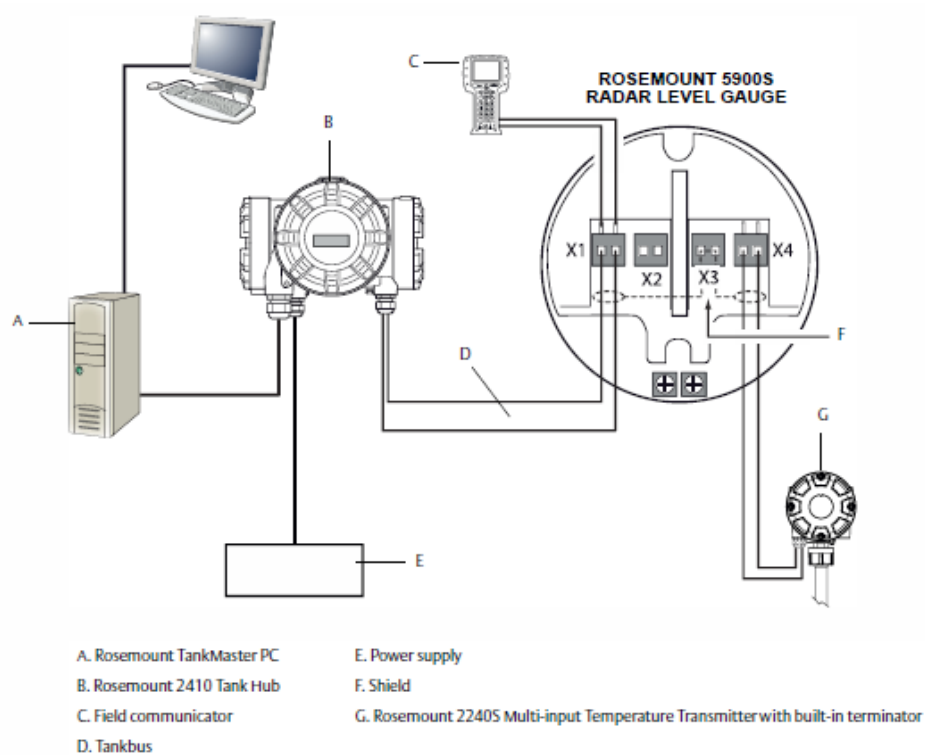 C
ROSEMOUNT 5900S
RADAR LEVEL GAUGE
B
X1
X2
X3
X4
A
D
F
G
E
A. Rosemount TankMaster PC
B. Rosemount 2410 Tank Hub
C. Field communicator
D. Tankbus
E. Power supply
F. Shield
G. Rosemount 2240S Multi-input Temperature Transmitter with built-in terminator